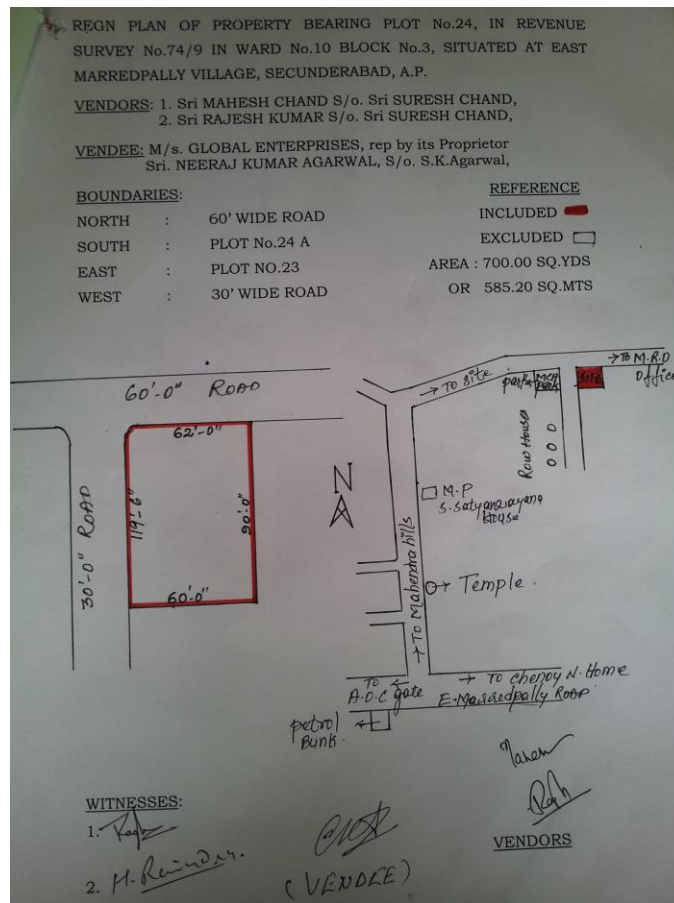 REGN PLAN OF PROPERTY BEARING PLOT No.24, IN REVENUE
SURVEY No.74/9 IN WARD No.10 BLOCK No.3, SITUATED AT EAST
MARREDPALLY VILLAGE, SECUNDERABAD, A.P.
VENDORS: 1. Sri MAHESH CHAND S/o. Sri SURESH CHAND,
2. Sri RAJESH KUMAR S/o. Sri SURESH CHAND,
VENDEE: M/s. GLOBAL ENTERPRISES, rep by its Proprietor
Sri. NEERAJ KUMAR AGARWAL, S/o. S.K.Agarwal,
BOUNDARIES:
NORTH : 60' WIDE ROAD
SOUTH : PLOT No.24 A
EAST : PLOT NO.23
WEST : 30' WIDE ROAD
REFERENCE
INCLUDED
EXCLUDED
AREA : 700.00 SQ.YDS
OR 585.20 SQ.MTS
60'-0" ROAD
62'-0"
119'-6"
90'-0"
60'-0"
30'-0" ROAD
N
→ TO Site
→ TO M.R.O
Office
park
MCH
SITE
Row Houses
M.P
S. Satyanarayana
House
→ To Mahendra hills
→ Temple.
TO
A.O.C gate
→ TO Chenoy N. Home
E. Marredpally ROAD
petrol
Bunk.
WITNESSES:
1.
2. H.
(VENDEE)
VENDORS